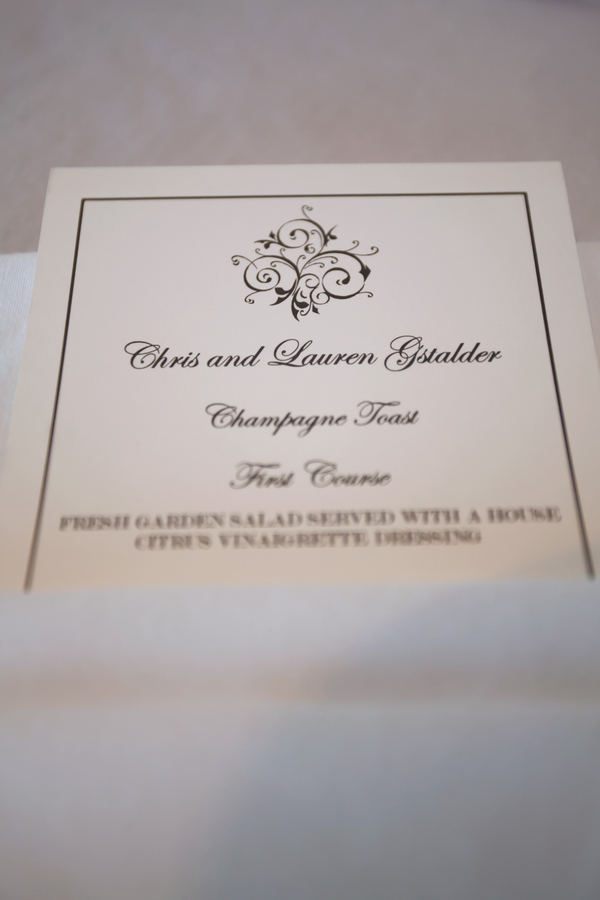 Chris and Lauren Gstalder
Champagne Toast
First Course
FRESH GARDEN SALAD SERVED WITH A HOUSE
CITRUS VINAIGRETTE DRESSING